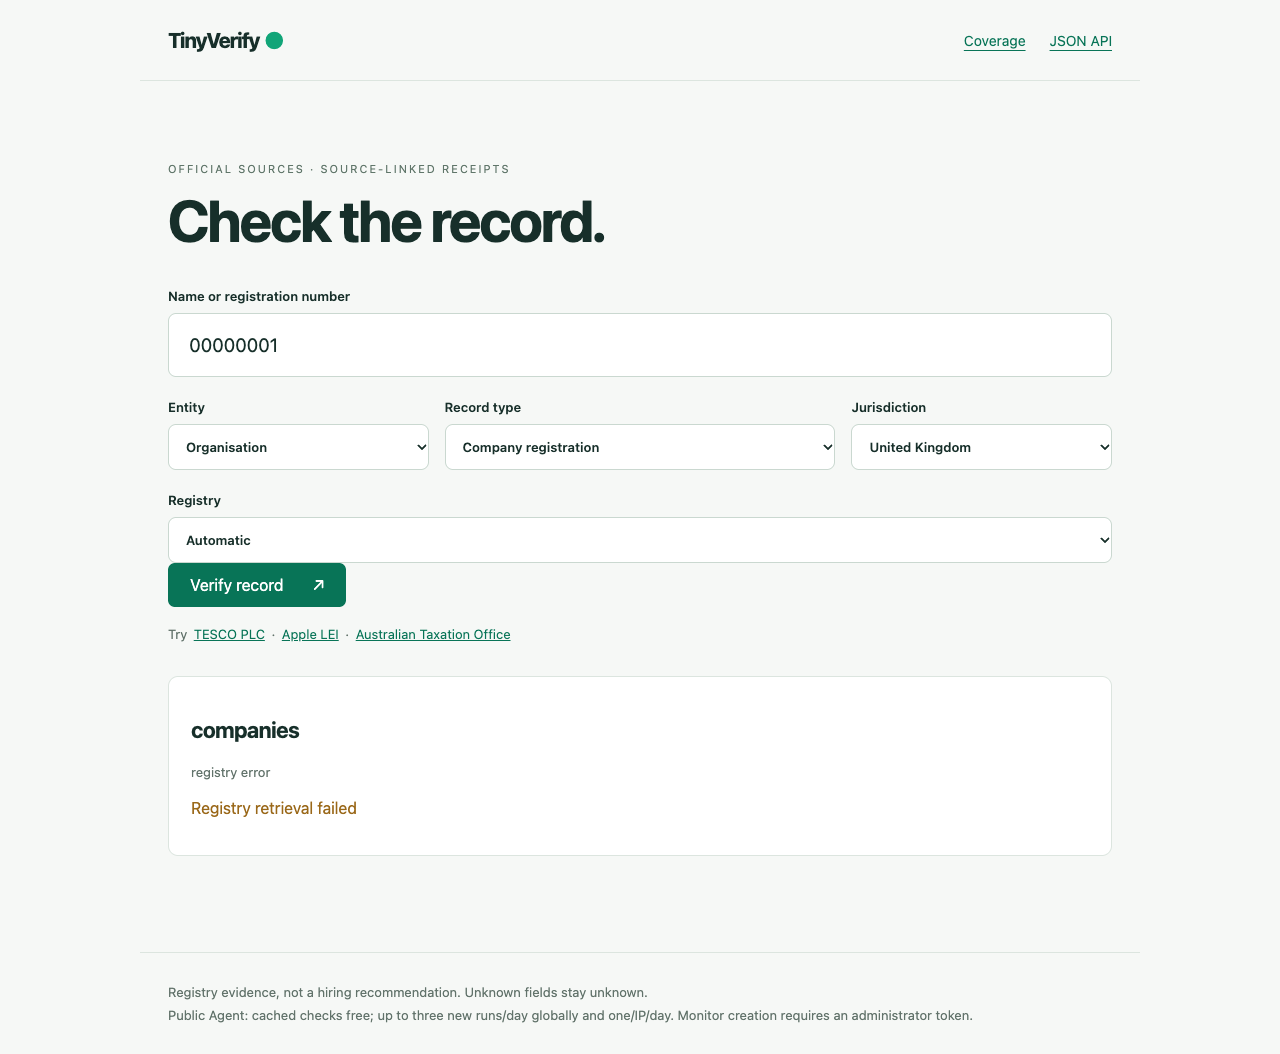 TinyVerify
Coverage JSON API
OFFICIAL SOURCES · SOURCE-LINKED RECEIPTS
Check the record.
Name or registration number
00000001
Entity Record type Jurisdiction
Organisation Company registration United Kingdom
Registry
Automatic
Verify record ↗
Try TESCO PLC · Apple LEI · Australian Taxation Office
companies
registry error
Registry retrieval failed
Registry evidence, not a hiring recommendation. Unknown fields stay unknown.
Public Agent: cached checks free; up to three new runs/day globally and one/IP/day. Monitor creation requires an administrator token.